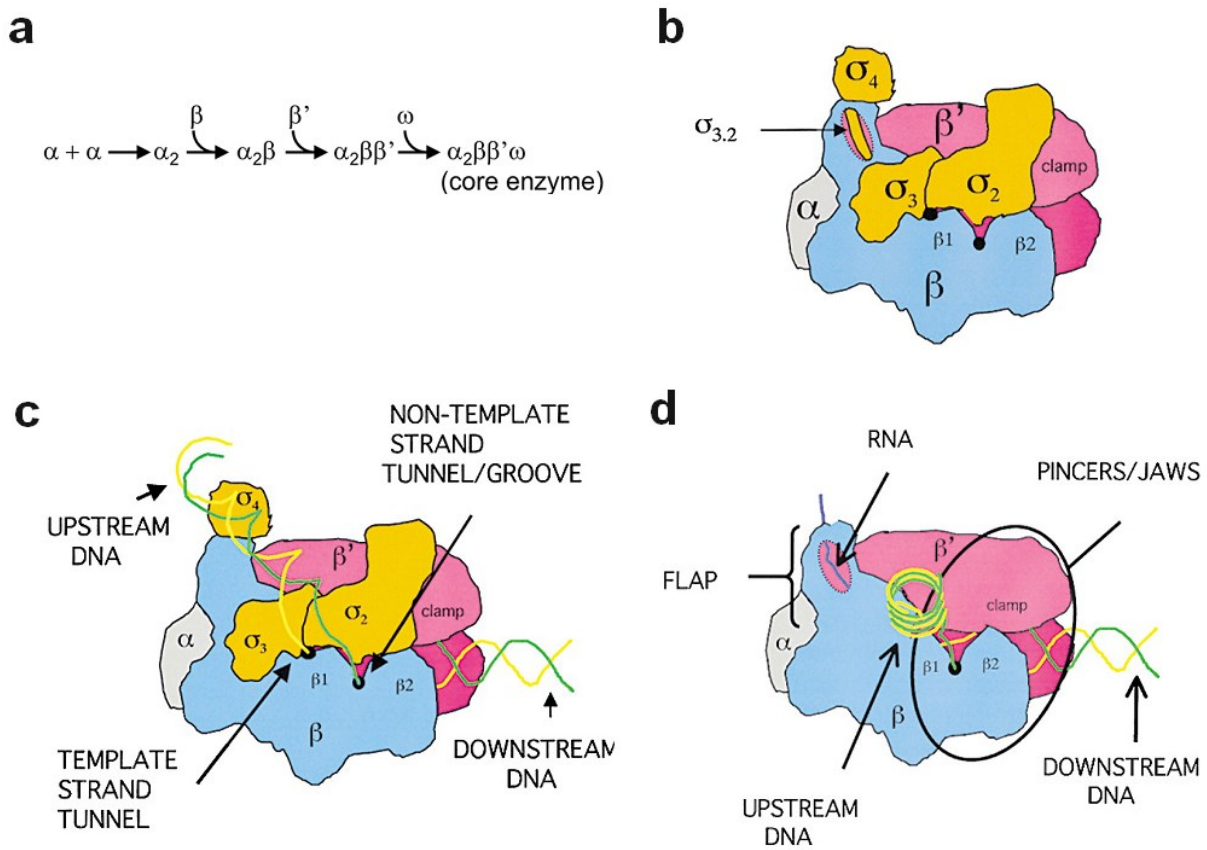 a
β β’ ω
α + α → α₂ → α₂β → α₂ββ’ → α₂ββ’ω
(core enzyme)
b
σ₄
σ₃.₂
β’
clamp
α
σ₃
σ₂
β1
β2
β
c
NON-TEMPLATE
STRAND
TUNNEL/GROOVE
σ₄
UPSTREAM
DNA
β’
σ₂
clamp
α
σ₃
β1
β2
β
TEMPLATE
STRAND
TUNNEL
DOWNSTREAM
DNA
d
RNA
PINCERS/JAWS
FLAP
β’
clamp
α
β1
β2
β
UPSTREAM
DNA
DOWNSTREAM
DNA